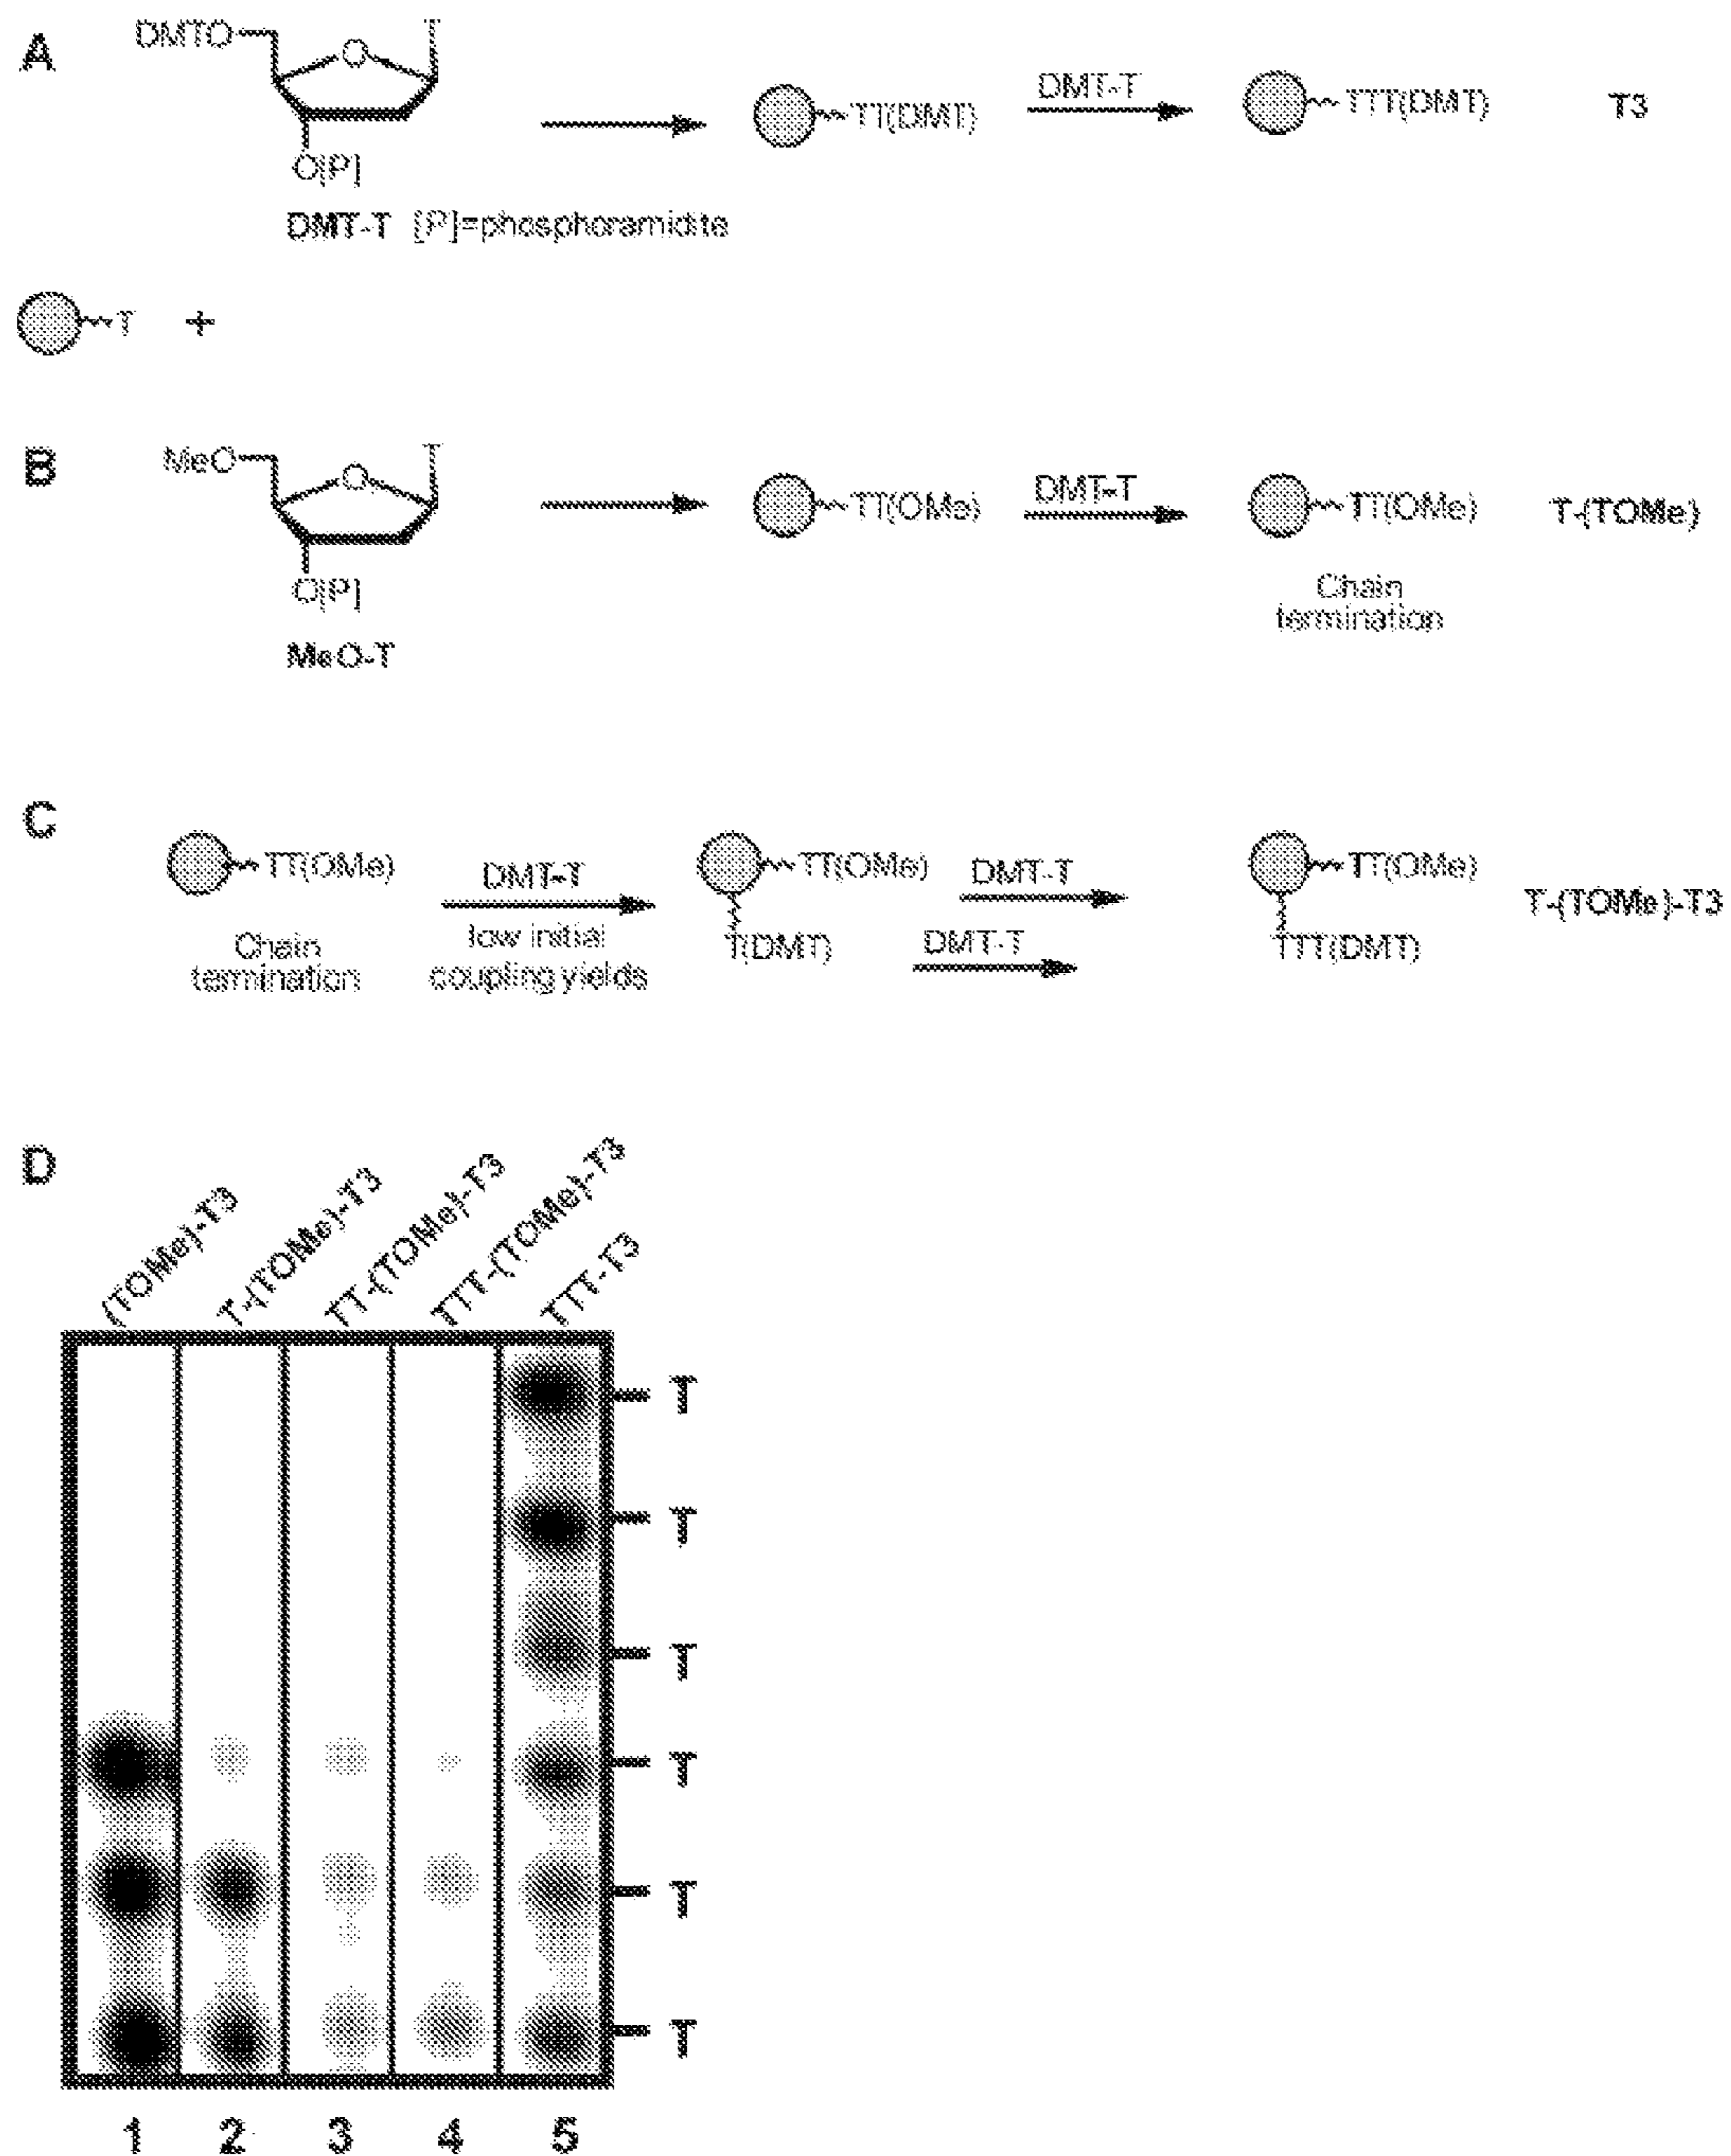 A
DMTO
T
O
O[P]
DMT-T [P]=phosphoramidite
TT(DMT)
DMT-T
TTT(DMT)
T3
T +
B
MeO
T
O
O[P]
MeO-T
TT(OMe)
DMT-T
TT(OMe)
T-(TOMe)
Chain
termination
C
TT(OMe)
Chain
termination
DMT-T
low initial
coupling yields
TT(OMe)
T(DMT)
DMT-T
DMT-T
TT(OMe)
TTT(DMT)
T-(TOMe)-T3
D
(TOMe)-T3
T-(TOMe)-T3
TT-(TOMe)-T3
TTT-(TOMe)-T3
TTT-T3
T
T
T
T
T
T
1 2 3 4 5